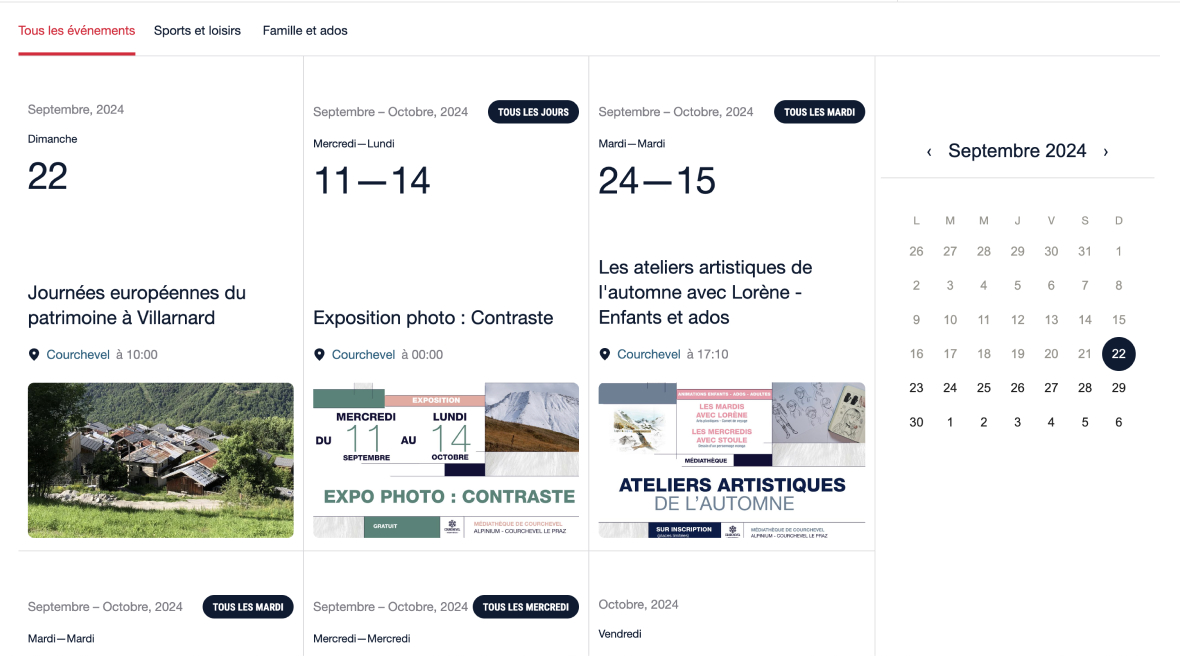 Tous les événements
Sports et loisirs
Famille et ados
Septembre, 2024
Dimanche
22
Journées européennes du
patrimoine à Villarnard
Courchevel à 10:00
Septembre – Octobre, 2024
TOUS LES JOURS
Mercredi—Lundi
11—14
Exposition photo : Contraste
Courchevel à 00:00
EXPOSITION
MERCREDI LUNDI
DU 11 AU 14
SEPTEMBRE OCTOBRE
EXPO PHOTO : CONTRASTE
GRATUIT
MÉDIATHÈQUE DE COURCHEVEL
ALPINIUM - COURCHEVEL LE PRAZ
Septembre – Octobre, 2024
TOUS LES MARDI
Mardi—Mardi
24—15
Les ateliers artistiques de
l'automne avec Lorène -
Enfants et ados
Courchevel à 17:10
ANIMATIONS ENFANTS - ADOS - ADULTES
LES MARDIS
AVEC LORÈNE
LES MERCREDIS
AVEC STOULE
MÉDIATHÈQUE
ATELIERS ARTISTIQUES
DE L'AUTOMNE
SUR INSCRIPTION
(places limitées)
MÉDIATHÈQUE DE COURCHEVEL
ALPINIUM - COURCHEVEL LE PRAZ
‹ Septembre 2024 ›
L M M J V S D
26 27 28 29 30 31 1
2 3 4 5 6 7 8
9 10 11 12 13 14 15
16 17 18 19 20 21 22
23 24 25 26 27 28 29
30 1 2 3 4 5 6
Septembre – Octobre, 2024
TOUS LES MARDI
Mardi—Mardi
Septembre – Octobre, 2024
TOUS LES MERCREDI
Mercredi—Mercredi
Octobre, 2024
Vendredi